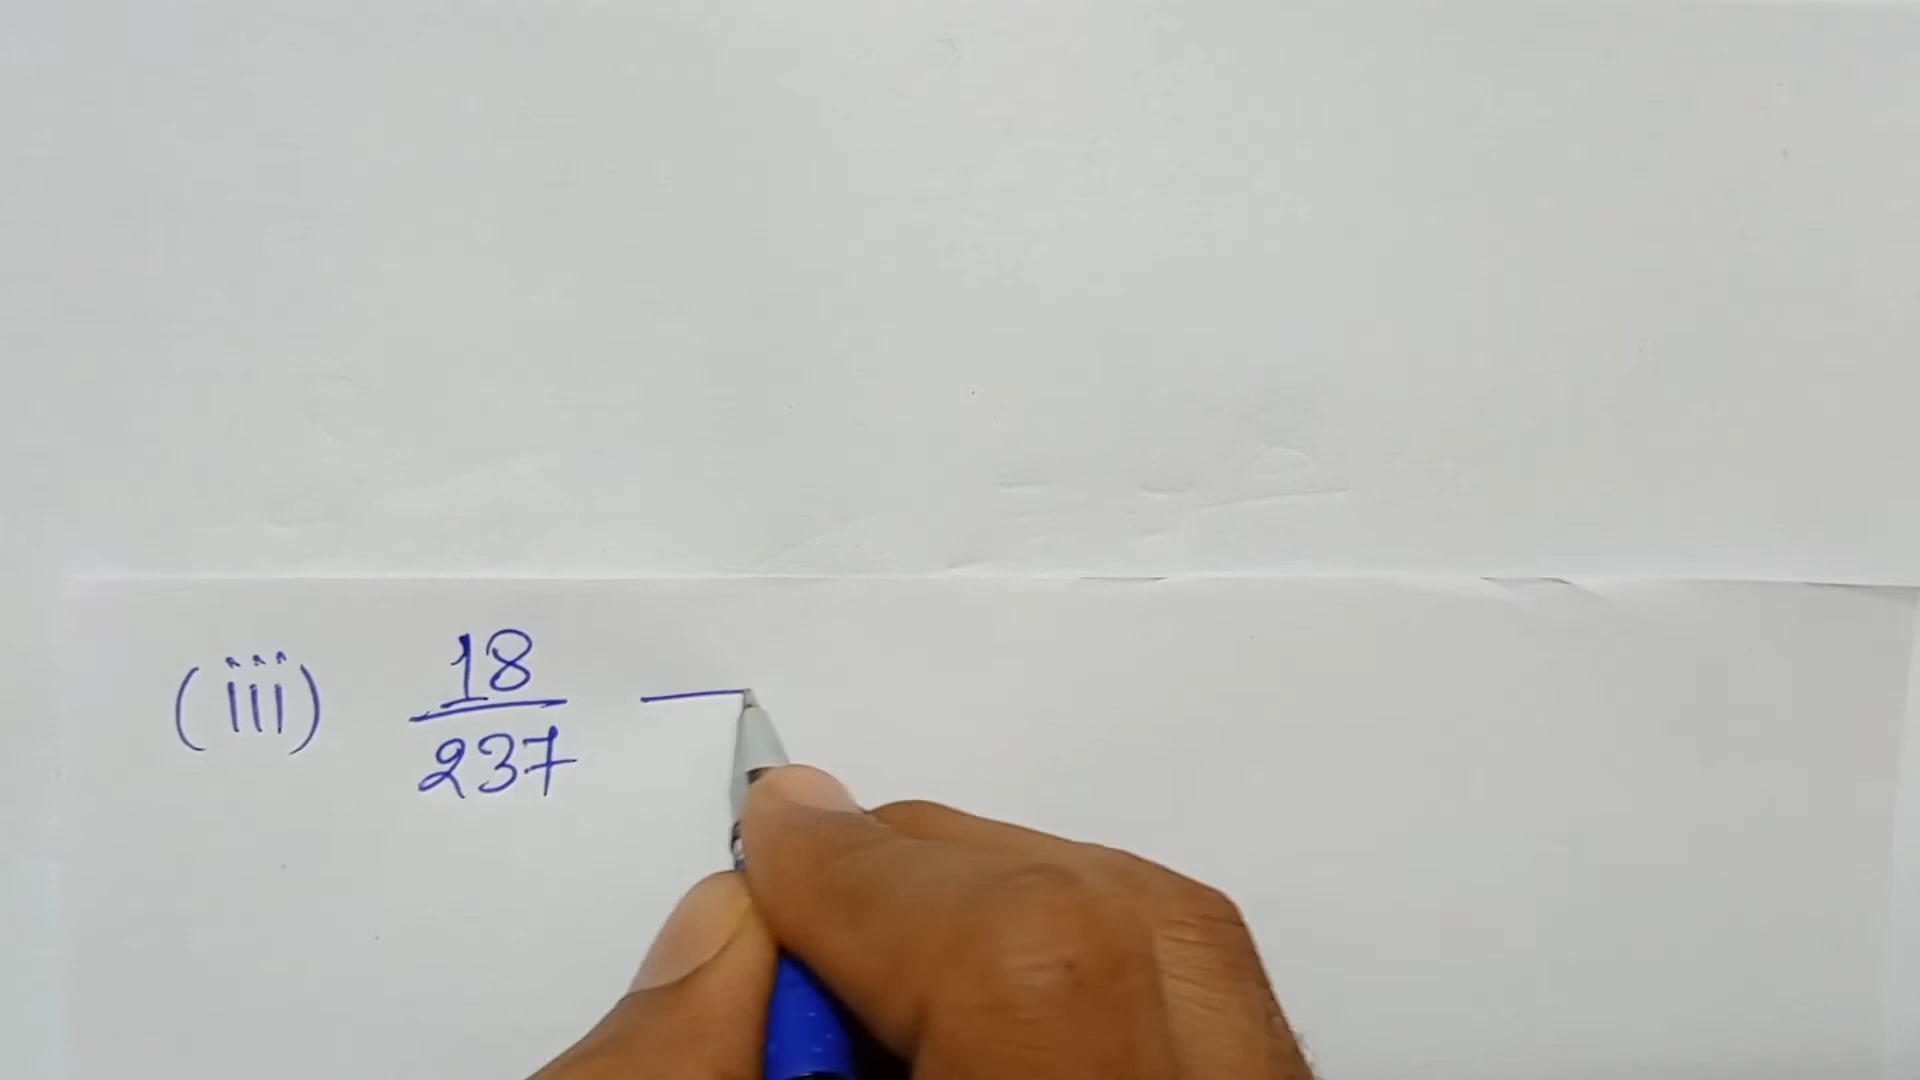 (iii) 18/237 —